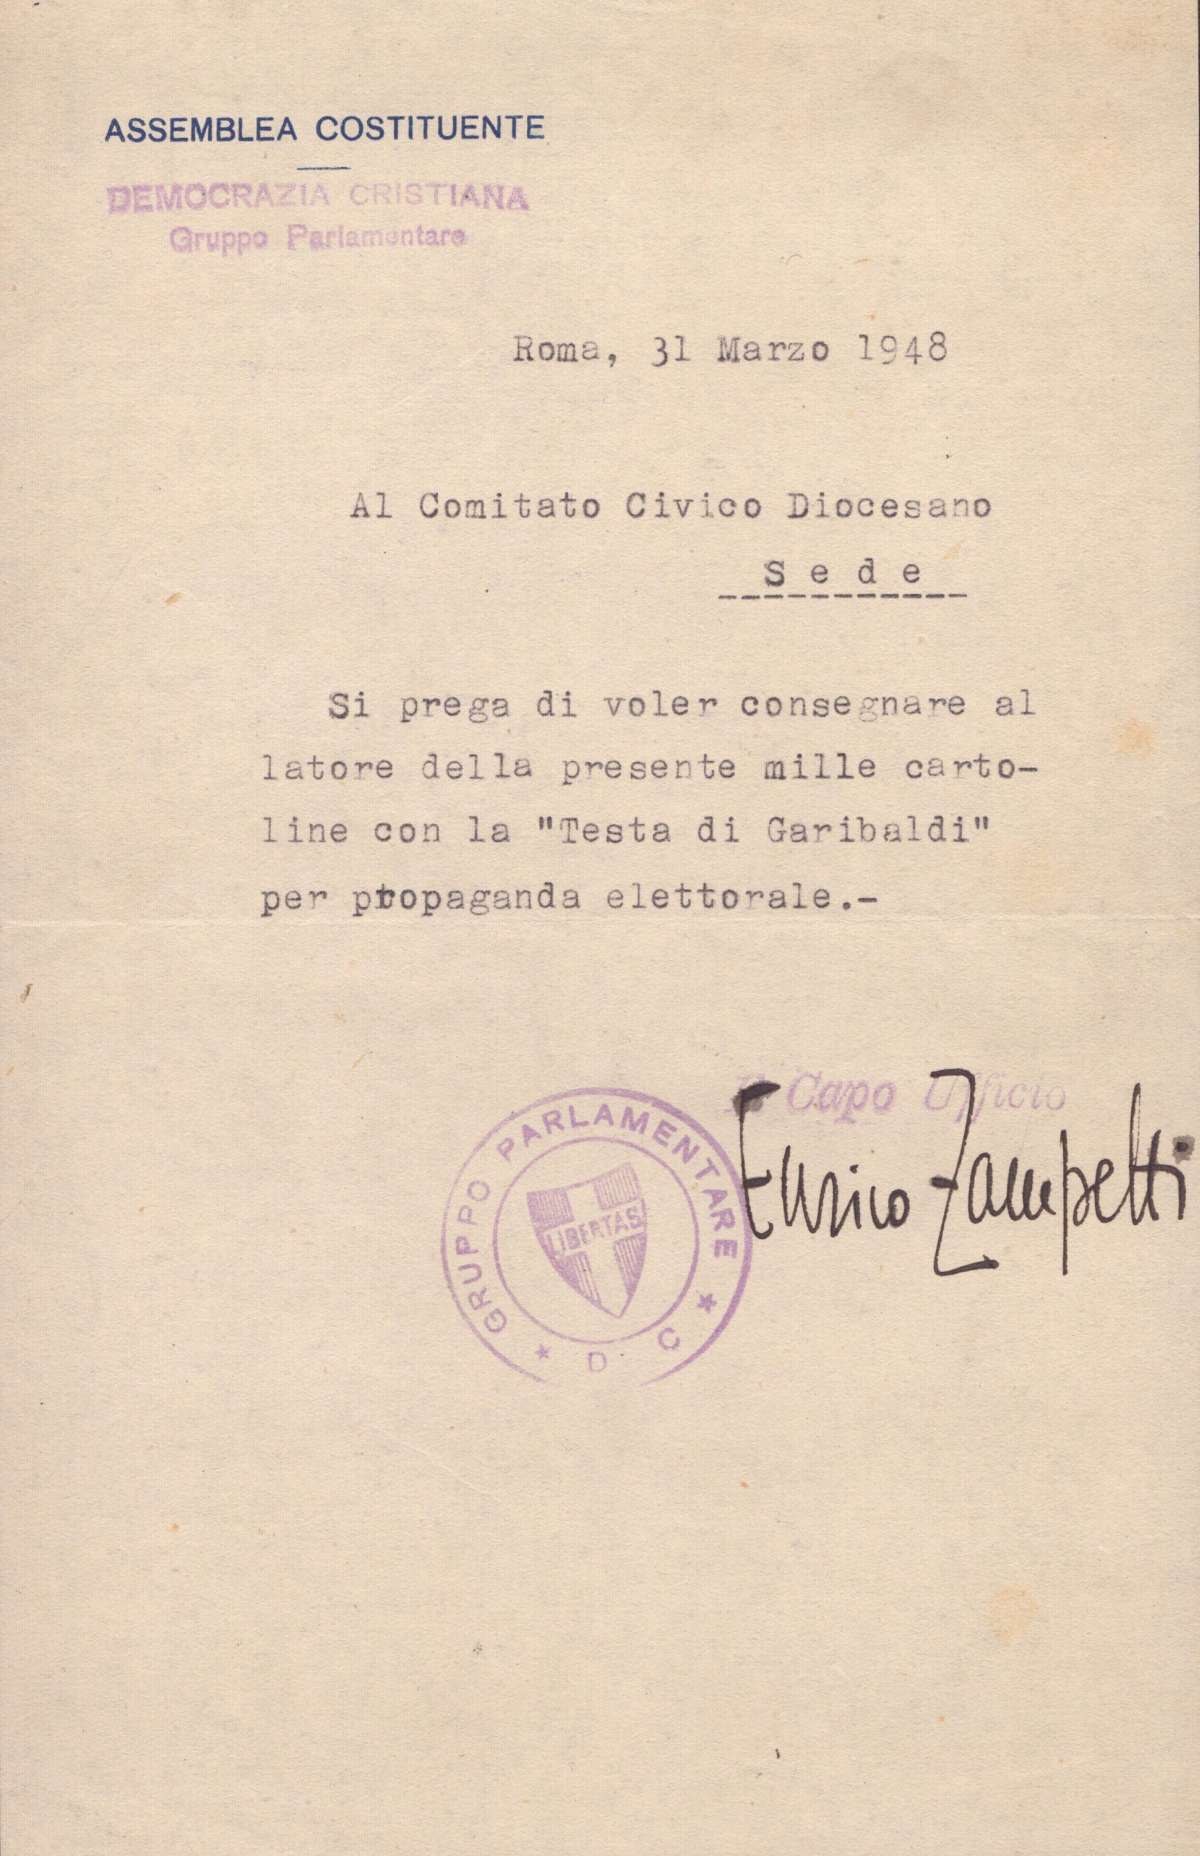 ASSEMBLEA COSTITUENTE
DEMOCRAZIA CRISTIANA
Gruppo Parlamentare
Roma, 31 Marzo 1948
Al Comitato Civico Diocesano
Sede
Si prega di voler consegnare al
latore della presente mille carto-
line con la "Testa di Garibaldi"
per propaganda elettorale.-
Il Capo Ufficio
Enrico Zampetti
GRUPPO PARLAMENTARE ★ D. C ★
LIBERTAS